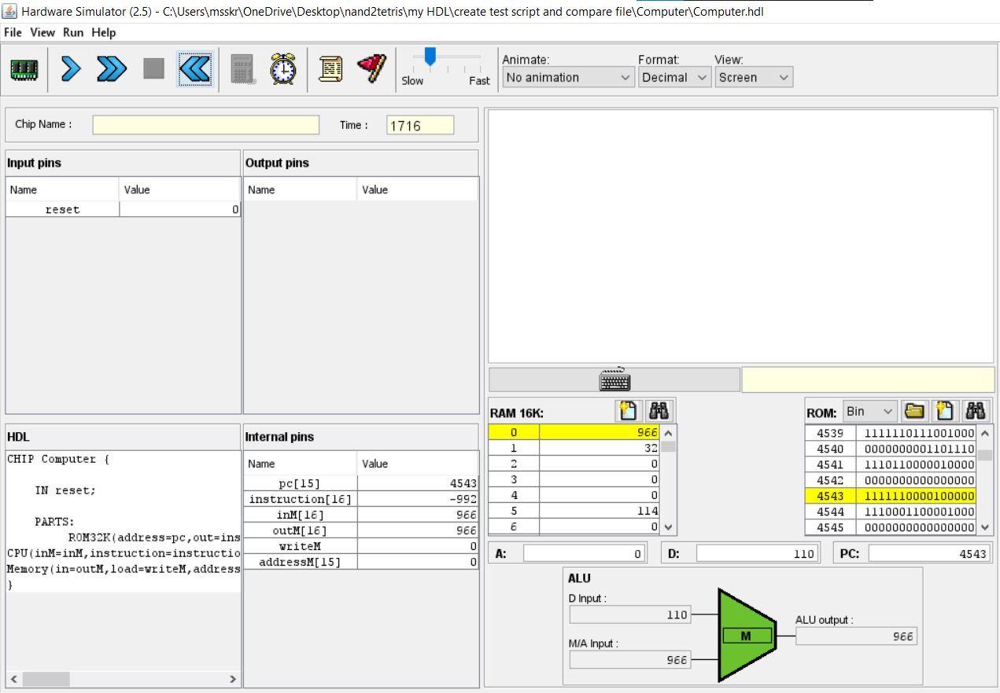 Hardware Simulator (2.5) - C:\Users\msskr\OneDrive\Desktop\nand2tetris\my HDL\create test script and compare file\Computer\Computer.hdl
File View Run Help
Animate: Format: View:
Slow Fast No animation Decimal Screen
Chip Name : Time : 1716
Input pins Output pins
Name Value Name Value
reset 0
RAM 16K: ROM: Bin
0 966 4539 1111110111001000
1 32 4540 0000000001101110
2 0 4541 1110110000010000
3 0 4542 0000000000000000
4 0 4543 1111110000100000
5 114 4544 1110001100001000
6 0 4545 0000000000000000
HDL Internal pins
CHIP Computer {
IN reset;
PARTS:
ROM32K(address=pc,out=ins
CPU(inM=inM,instruction=instructio
Memory(in=outM,load=writeM,address
}
Name Value
pc[15] 4543
instruction[16] -992
inM[16] 966
outM[16] 966
writeM 0
addressM[15] 0
A: 0 D: 110 PC: 4543
ALU
D Input :
110
M/A Input :
966
M
ALU output :
966